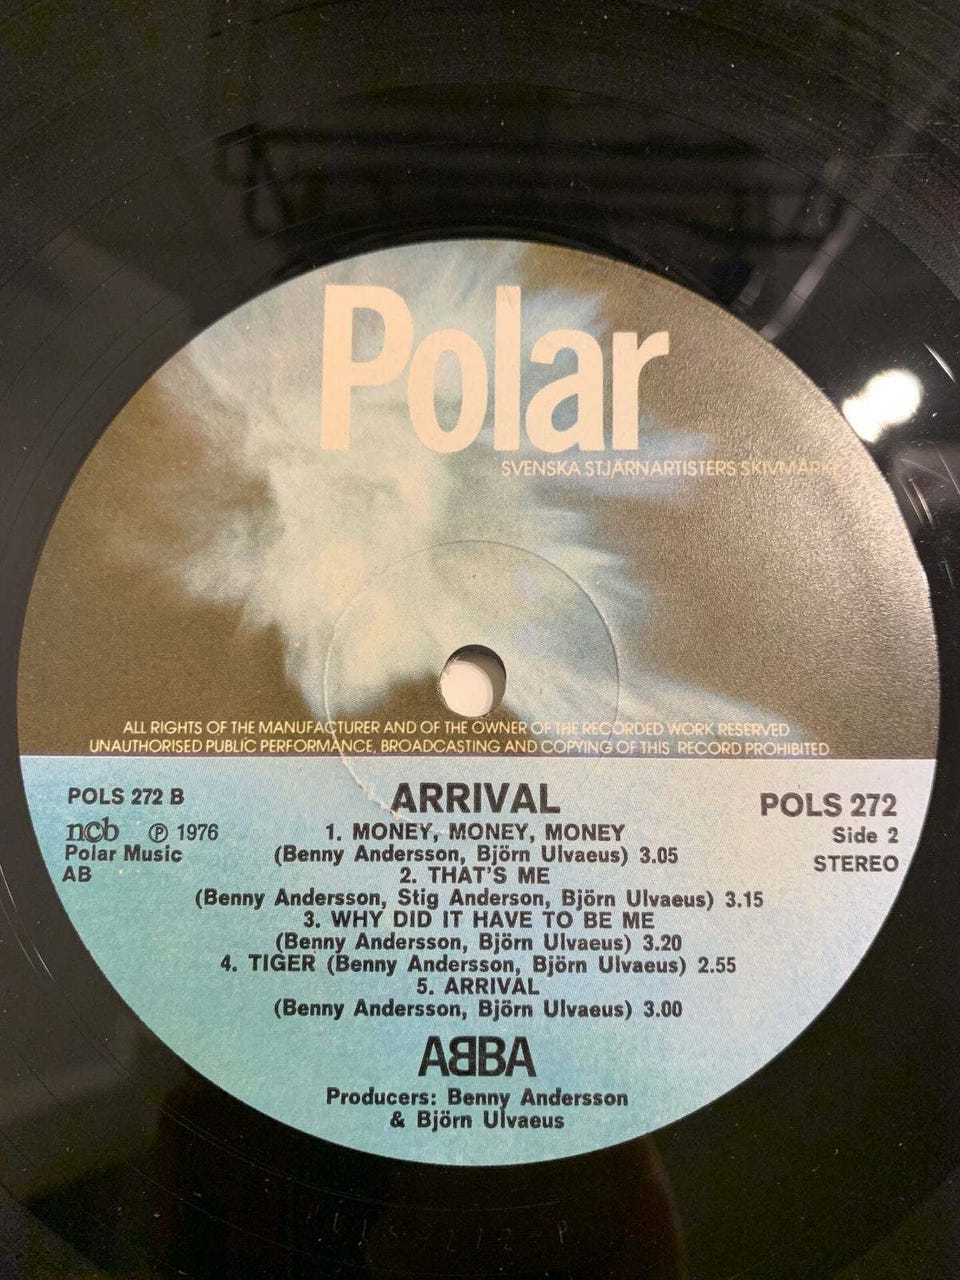 Polar
SVENSKA STJÄRNARTISTERS SKIVMÄRKE
ALL RIGHTS OF THE MANUFACTURER AND OF THE OWNER OF THE RECORDED WORK RESERVED
UNAUTHORISED PUBLIC PERFORMANCE, BROADCASTING AND COPYING OF THIS RECORD PROHIBITED
POLS 272 B
ncb ℗ 1976
Polar Music
AB
ARRIVAL
1. MONEY, MONEY, MONEY
(Benny Andersson, Björn Ulvaeus) 3.05
2. THAT'S ME
(Benny Andersson, Stig Anderson, Björn Ulvaeus) 3.15
3. WHY DID IT HAVE TO BE ME
(Benny Andersson, Björn Ulvaeus) 3.20
4. TIGER (Benny Andersson, Björn Ulvaeus) 2.55
5. ARRIVAL
(Benny Andersson, Björn Ulvaeus) 3.00
POLS 272
Side 2
STEREO
ABBA
Producers: Benny Andersson
& Björn Ulvaeus